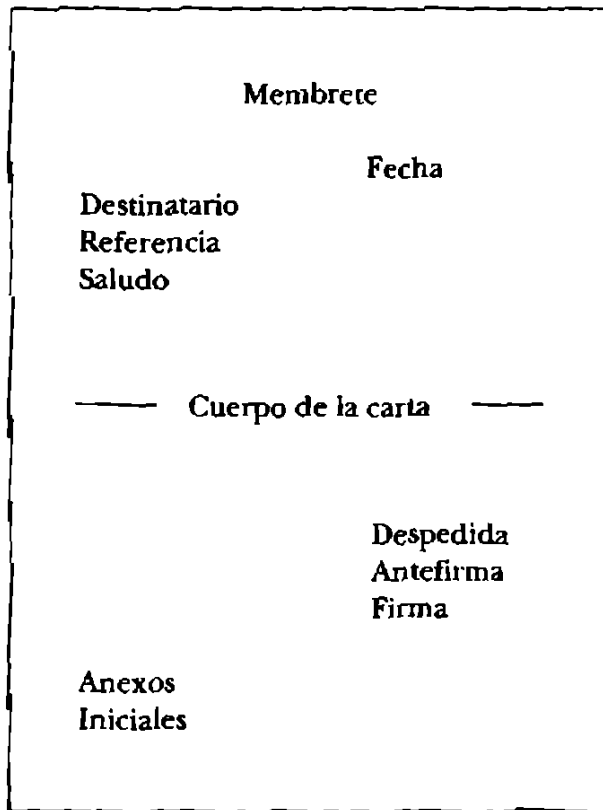 Membrete
Fecha
Destinatario
Referencia
Saludo
Cuerpo de la carta
Despedida
Antefirma
Firma
Anexos
Iniciales